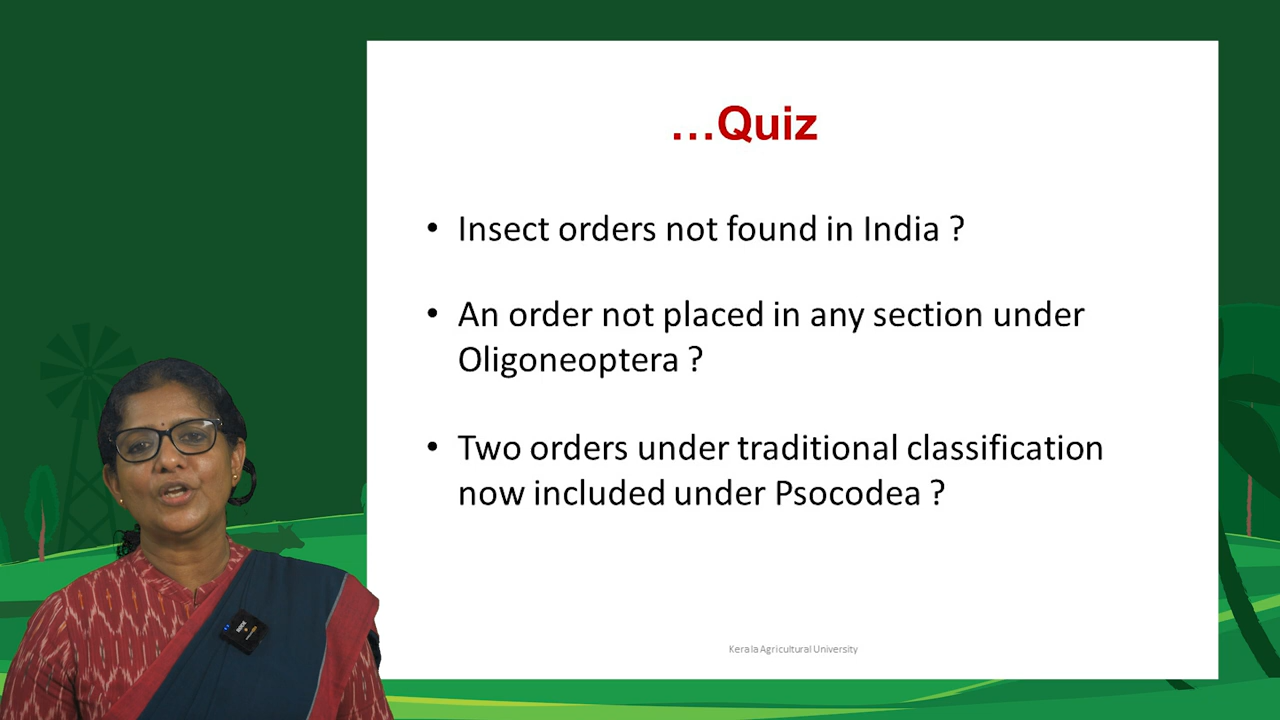 ...Quiz
• Insect orders not found in India ?
• An order not placed in any section under
Oligoneoptera ?
• Two orders under traditional classification
now included under Psocodea ?
Kerala Agricultural University